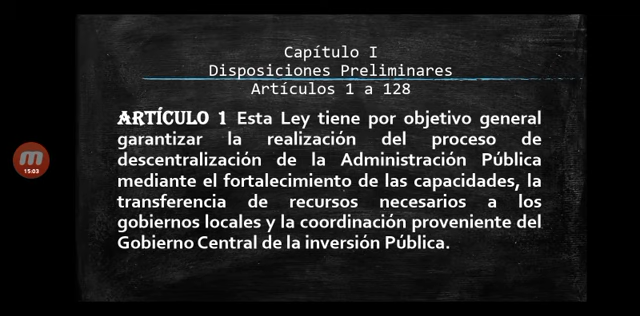 Capítulo I
Disposiciones Preliminares
Artículos 1 a 128
ARTÍCULO 1 Esta Ley tiene por objetivo general
garantizar la realización del proceso de
descentralización de la Administración Pública
mediante el fortalecimiento de las capacidades, la
transferencia de recursos necesarios a los
gobiernos locales y la coordinación proveniente del
Gobierno Central de la inversión Pública.
15:03